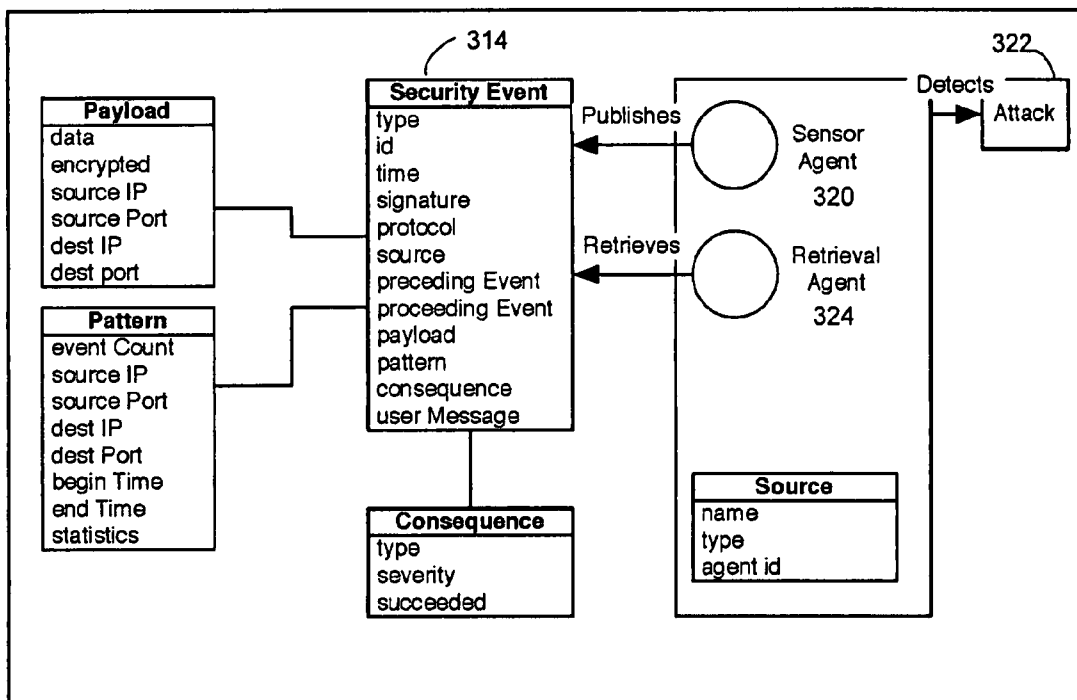 314
322
Payload
data
encrypted
source IP
source Port
dest IP
dest port
Pattern
event Count
source IP
source Port
dest IP
dest Port
begin Time
end Time
statistics
Security Event
type
id
time
signature
protocol
source
preceding Event
proceeding Event
payload
pattern
consequence
user Message
Consequence
type
severity
succeeded
Publishes
Retrieves
Sensor
Agent
320
Retrieval
Agent
324
Source
name
type
agent id
Detects
Attack